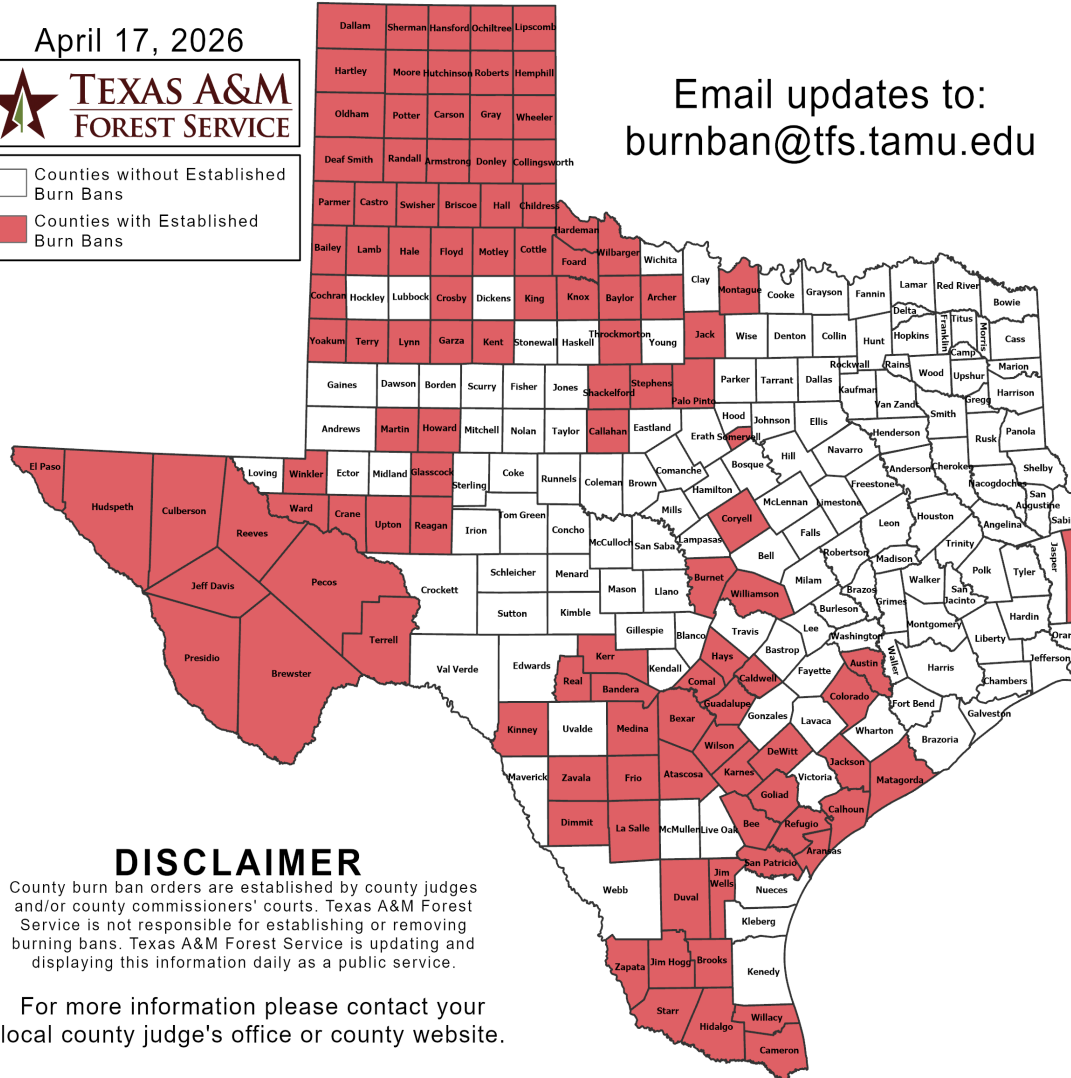 April 17, 2026
TEXAS A&M
FOREST SERVICE
Counties without Established
Burn Bans
Counties with Established
Burn Bans
Email updates to:
burnban@tfs.tamu.edu
Dallam Sherman Hansford Ochiltree Lipscomb
Hartley Moore Hutchinson Roberts Hemphill
Oldham Potter Carson Gray Wheeler
Deaf Smith Randall Armstrong Donley Collingsworth
Parmer Castro Swisher Briscoe Hall Childress
Hardeman
Bailey Lamb Hale Floyd Motley Cottle Foard Wilbarger Wichita
Clay Montague Cooke Grayson Fannin Lamar Red River Bowie
Cochran Hockley Lubbock Crosby Dickens King Knox Baylor Archer
Delta Franklin Titus Morris Cass
Yoakum Terry Lynn Garza Kent Stonewall Haskell Throckmorton Young Jack Wise Denton Collin Hunt Hopkins
Camp
Rockwall Rains Wood Upshur Marion
Gaines Dawson Borden Scurry Fisher Jones Shackelford Stephens Palo Pinto Parker Tarrant Dallas Kaufman Van Zandt Gregg Harrison
Andrews Martin Howard Mitchell Nolan Taylor Callahan Eastland Erath Hood Somervell Johnson Ellis Henderson Smith Rusk Panola
El Paso Loving Winkler Ector Midland Glasscock Sterling Coke Runnels Coleman Brown Comanche Hamilton Bosque Hill Navarro Anderson Cherokee Nacogdoches Shelby
San
Augustine
Sabi
Hudspeth Culberson Reeves Ward Crane Upton Reagan Irion Tom Green Concho McCulloch San Saba Mills Lampasas Coryell McLennan Limestone Freestone Leon Houston Angelina
Bell Falls Robertson Madison Trinity Polk Tyler Jasper
Jeff Davis Pecos Crockett Schleicher Menard Mason Llano Burnet Williamson Milam Brazos Grimes Walker San
Jacinto
Terrell Sutton Kimble Gillespie Blanco Travis Lee Burleson Washington Montgomery Liberty Hardin Oran
Presidio Brewster Val Verde Edwards Kerr Real Bandera Kendall Hays Comal Caldwell Bastrop Fayette Austin Waller Harris Chambers Jefferson
Kinney Uvalde Medina Bexar Guadalupe Gonzales Lavaca Colorado Wharton Fort Bend Brazoria Galveston
Maverick Zavala Frio Atascosa Wilson Karnes DeWitt Victoria Jackson Matagorda
Dimmit La Salle McMullen Live Oak Bee Goliad Refugio Calhoun
Aransas
San Patricio
Webb Duval Jim
Wells
Nueces
Kleberg
Zapata Jim Hogg Brooks Kenedy
Starr Hidalgo Willacy
Cameron
DISCLAIMER
County burn ban orders are established by county judges
and/or county commissioners' courts. Texas A&M Forest
Service is not responsible for establishing or removing
burning bans. Texas A&M Forest Service is updating and
displaying this information daily as a public service.
For more information please contact your
local county judge's office or county website.